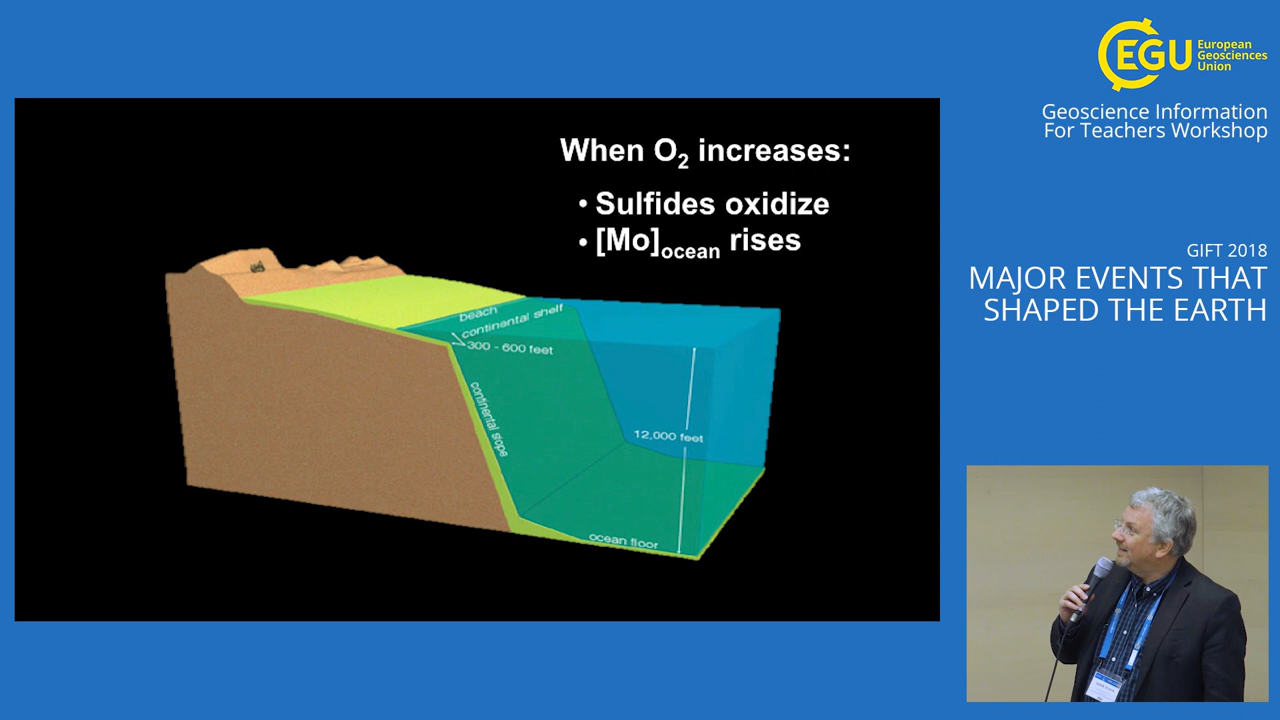 EGU European
Geosciences
Union
Geoscience Information
For Teachers Workshop
GIFT 2018
MAJOR EVENTS THAT
SHAPED THE EARTH
When O₂ increases:
• Sulfides oxidize
• [Mo]ocean rises
beach
continental shelf
300 - 600 feet
continental slope
12,000 feet
ocean floor